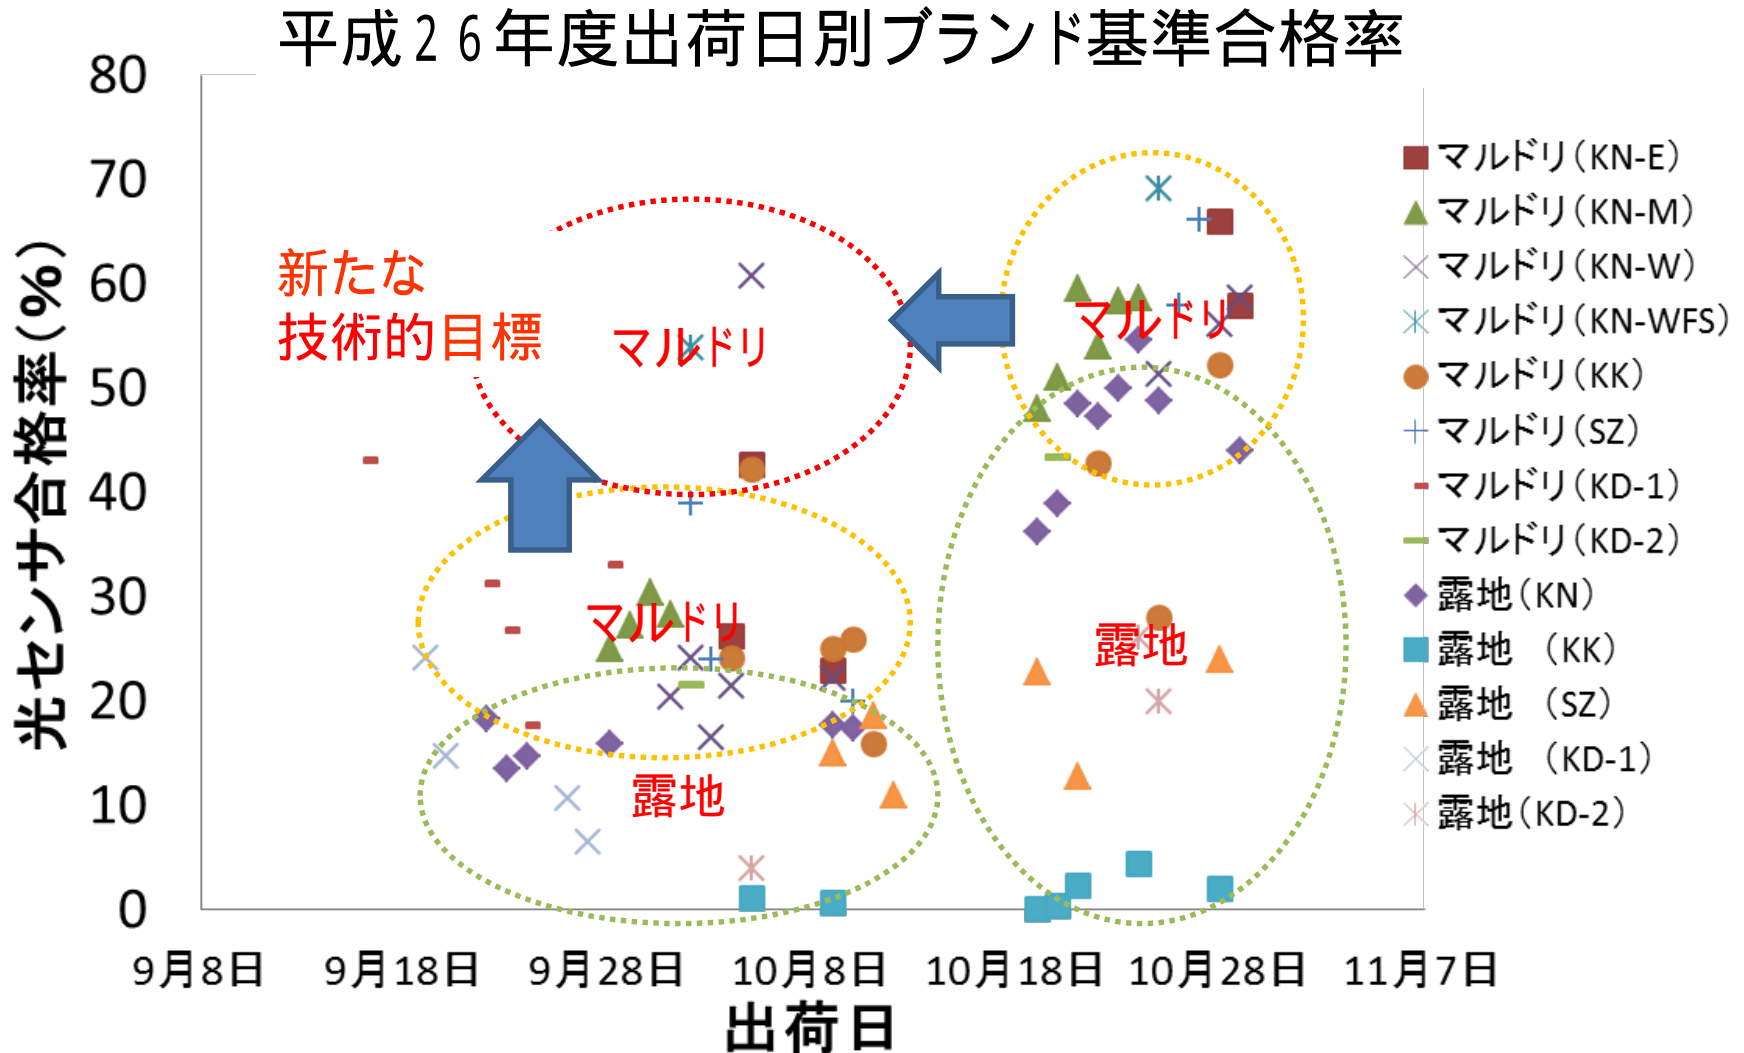 平成26年度出荷日別ブランド基準合格率
80
70
60
50
40
30
20
10
0
光センサ合格率(%)
新たな
技術的目標
マルドリ
マルドリ
マルドリ
露地
露地
マルドリ(KN-E)
マルドリ(KN-M)
マルドリ(KN-W)
マルドリ(KN-WFS)
マルドリ(KK)
マルドリ(SZ)
マルドリ(KD-1)
マルドリ(KD-2)
露地(KN)
露地 (KK)
露地 (SZ)
露地 (KD-1)
露地(KD-2)
9月8日 9月18日 9月28日 10月8日 10月18日 10月28日 11月7日
出荷日